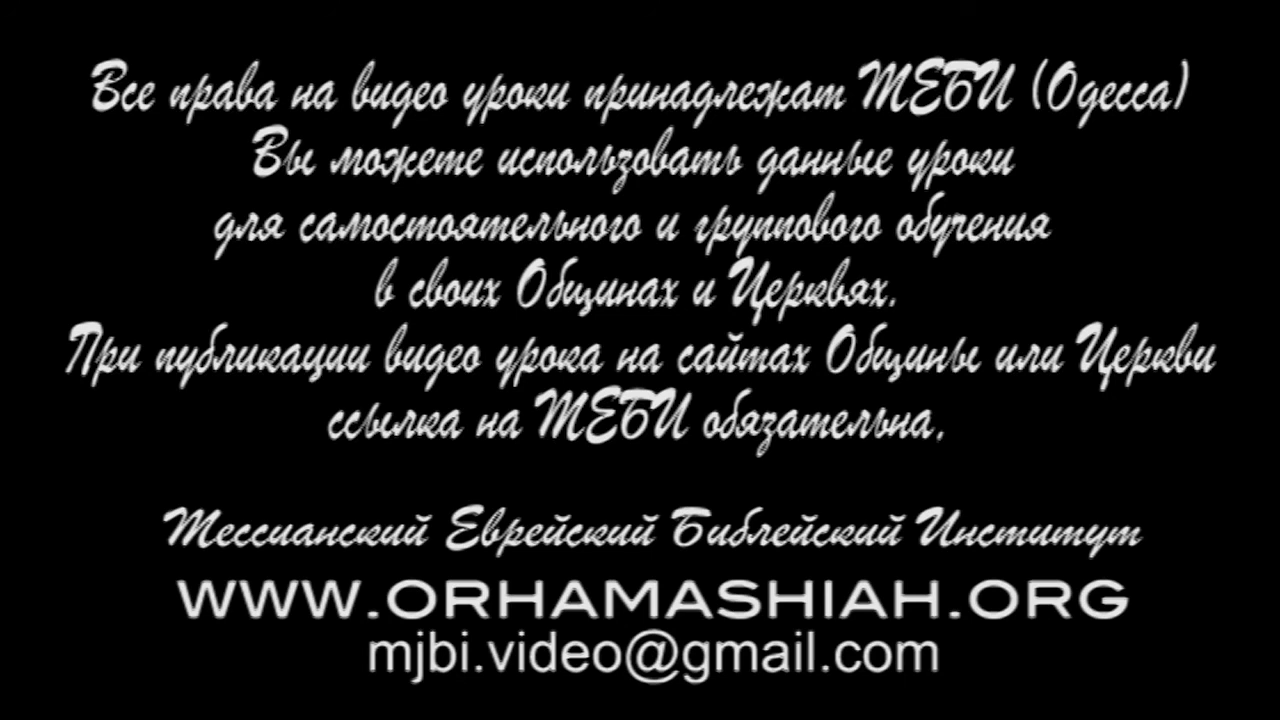 Все права на видео уроки принадлежат МЕБИ (Одесса)
Вы можете использовать данные уроки
для самостоятельного и группового обучения
в своих Общинах и Церквях.
При публикации видео урока на сайтах Общины или Церкви
ссылка на МЕБИ обязательна.
Мессианский Еврейский Библейский Институт
WWW.ORHAMASHIAH.ORG
mjbi.video@gmail.com